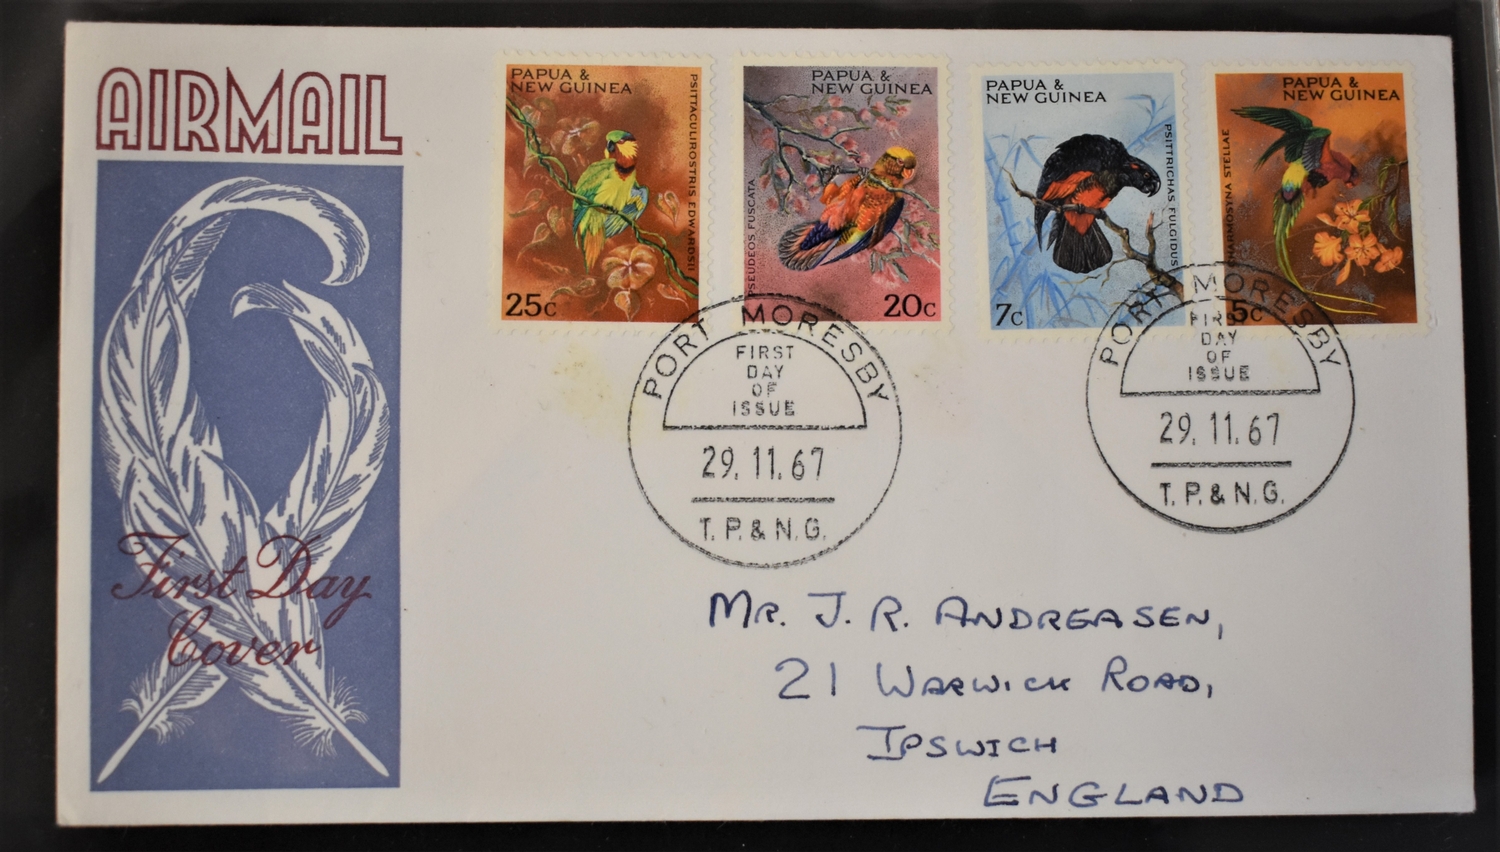 AIRMAIL
First Day
Cover
PAPUA &
NEW GUINEA
PSITTACULIROSTRIS EDWARDSII
25c
PAPUA &
NEW GUINEA
PSEUDEOS FUSCATA
20c
PAPUA &
NEW GUINEA
PSITTRICHAS FULGIDUS
7c
PAPUA &
NEW GUINEA
CHARMOSYNA STELLAE
5c
PORT MORESBY
FIRST
DAY
OF
ISSUE
29.11.67
T.P.&N.G.
PORT MORESBY
FIRST
DAY
OF
ISSUE
29.11.67
T.P.&N.G.
MR. J. R. ANDREASEN,
21 WARWICK ROAD,
IPSWICH
ENGLAND